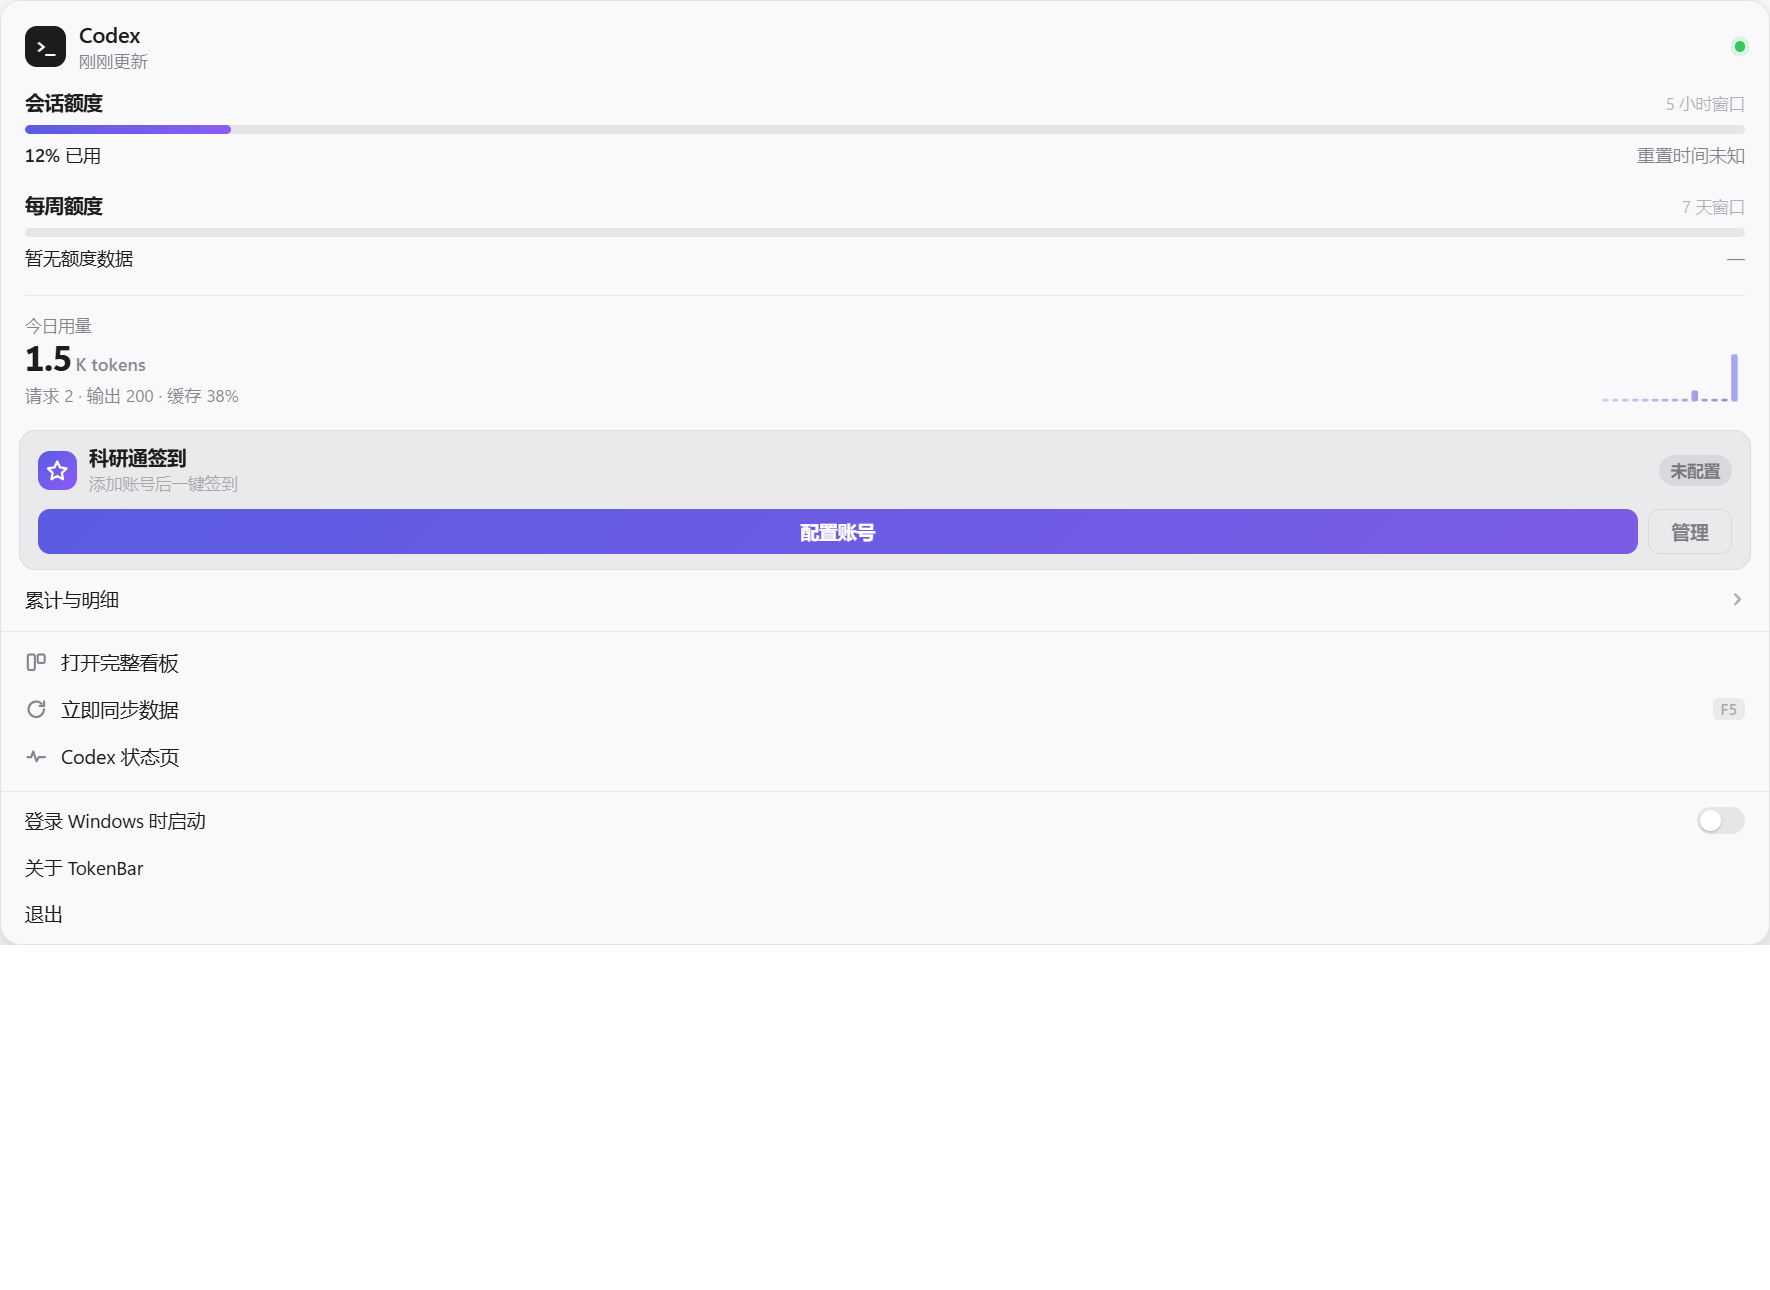 Codex
刚刚更新
会话额度 5 小时窗口
12% 已用 重置时间未知
每周额度 7 天窗口
暂无额度数据 —
今日用量
1.5 K tokens
请求 2 · 输出 200 · 缓存 38%
科研通签到
添加账号后一键签到
未配置
配置账号 管理
累计与明细
打开完整看板
立即同步数据 F5
Codex 状态页
登录 Windows 时启动
关于 TokenBar
退出